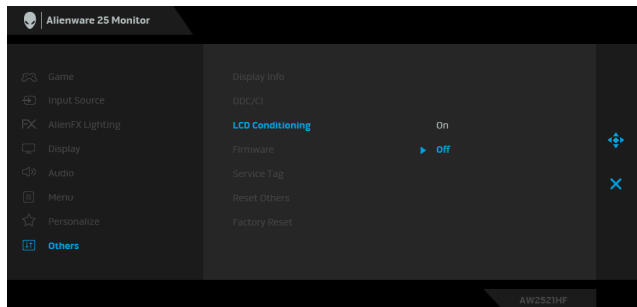 Alienware 25 Monitor
Game
Input Source
AlienFX Lighting
Display
Audio
Menu
Personalize
Others
Display Info
DDC/CI
LCD Conditioning
On
Firmware
Off
Service Tag
Reset Others
Factory Reset
AW2521HF